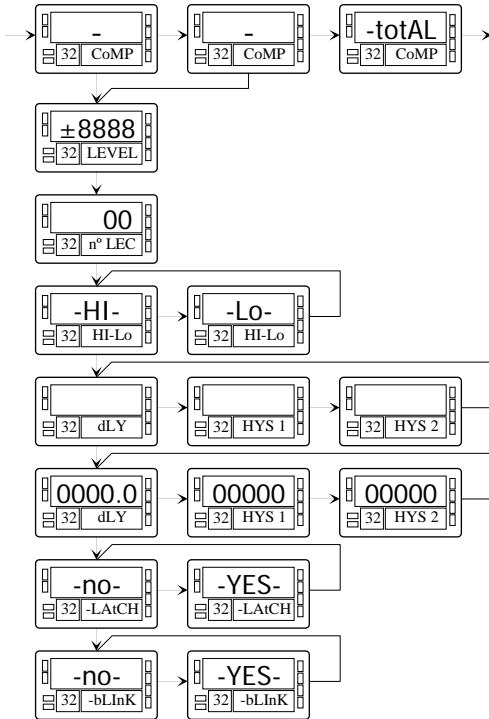 - - -totAL
32 CoMP 32 CoMP 32 CoMP
±8888
32 LEVEL
00
32 nº LEC
-HI- -Lo-
32 HI-Lo 32 HI-Lo
32 dLY 32 HYS 1 32 HYS 2
0000.0 00000 00000
32 dLY 32 HYS 1 32 HYS 2
-no- -YES-
32 -LAtCH 32 -LAtCH
-no- -YES-
32 -bLInK 32 -bLInK